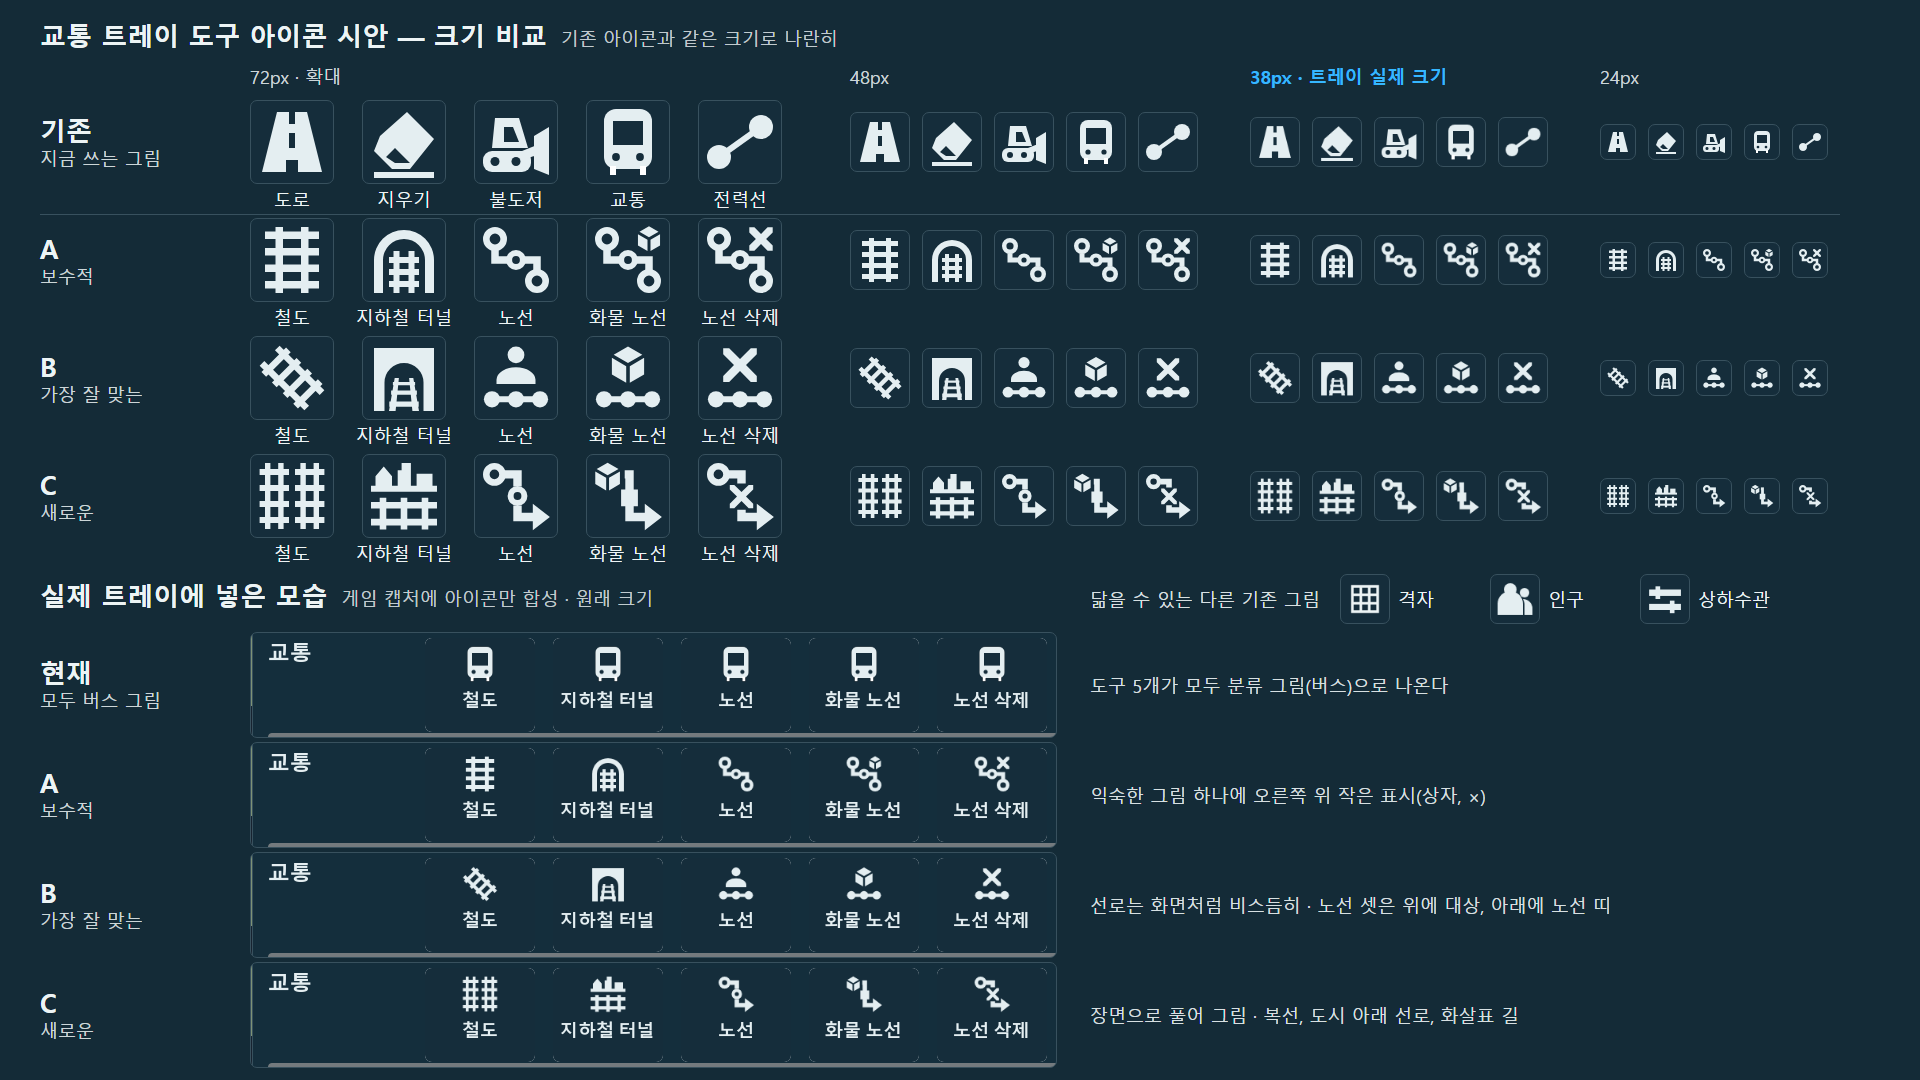 교통 트레이 도구 아이콘 시안 — 크기 비교 기존 아이콘과 같은 크기로 나란히
72px · 확대 48px 38px · 트레이 실제 크기 24px
기존
지금 쓰는 그림
도로 지우기 불도저 교통 전력선
A
보수적
철도 지하철 터널 노선 화물 노선 노선 삭제
B
가장 잘 맞는
철도 지하철 터널 노선 화물 노선 노선 삭제
C
새로운
철도 지하철 터널 노선 화물 노선 노선 삭제
실제 트레이에 넣은 모습 게임 캡처에 아이콘만 합성 · 원래 크기
닮을 수 있는 다른 기존 그림 격자 인구 상하수관
현재
모두 버스 그림
교통
철도 지하철 터널 노선 화물 노선 노선 삭제
도구 5개가 모두 분류 그림(버스)으로 나온다
A
보수적
교통
철도 지하철 터널 노선 화물 노선 노선 삭제
익숙한 그림 하나에 오른쪽 위 작은 표시(상자, ×)
B
가장 잘 맞는
교통
철도 지하철 터널 노선 화물 노선 노선 삭제
선로는 화면처럼 비스듬히 · 노선 셋은 위에 대상, 아래에 노선 띠
C
새로운
교통
철도 지하철 터널 노선 화물 노선 노선 삭제
장면으로 풀어 그림 · 복선, 도시 아래 선로, 화살표 길